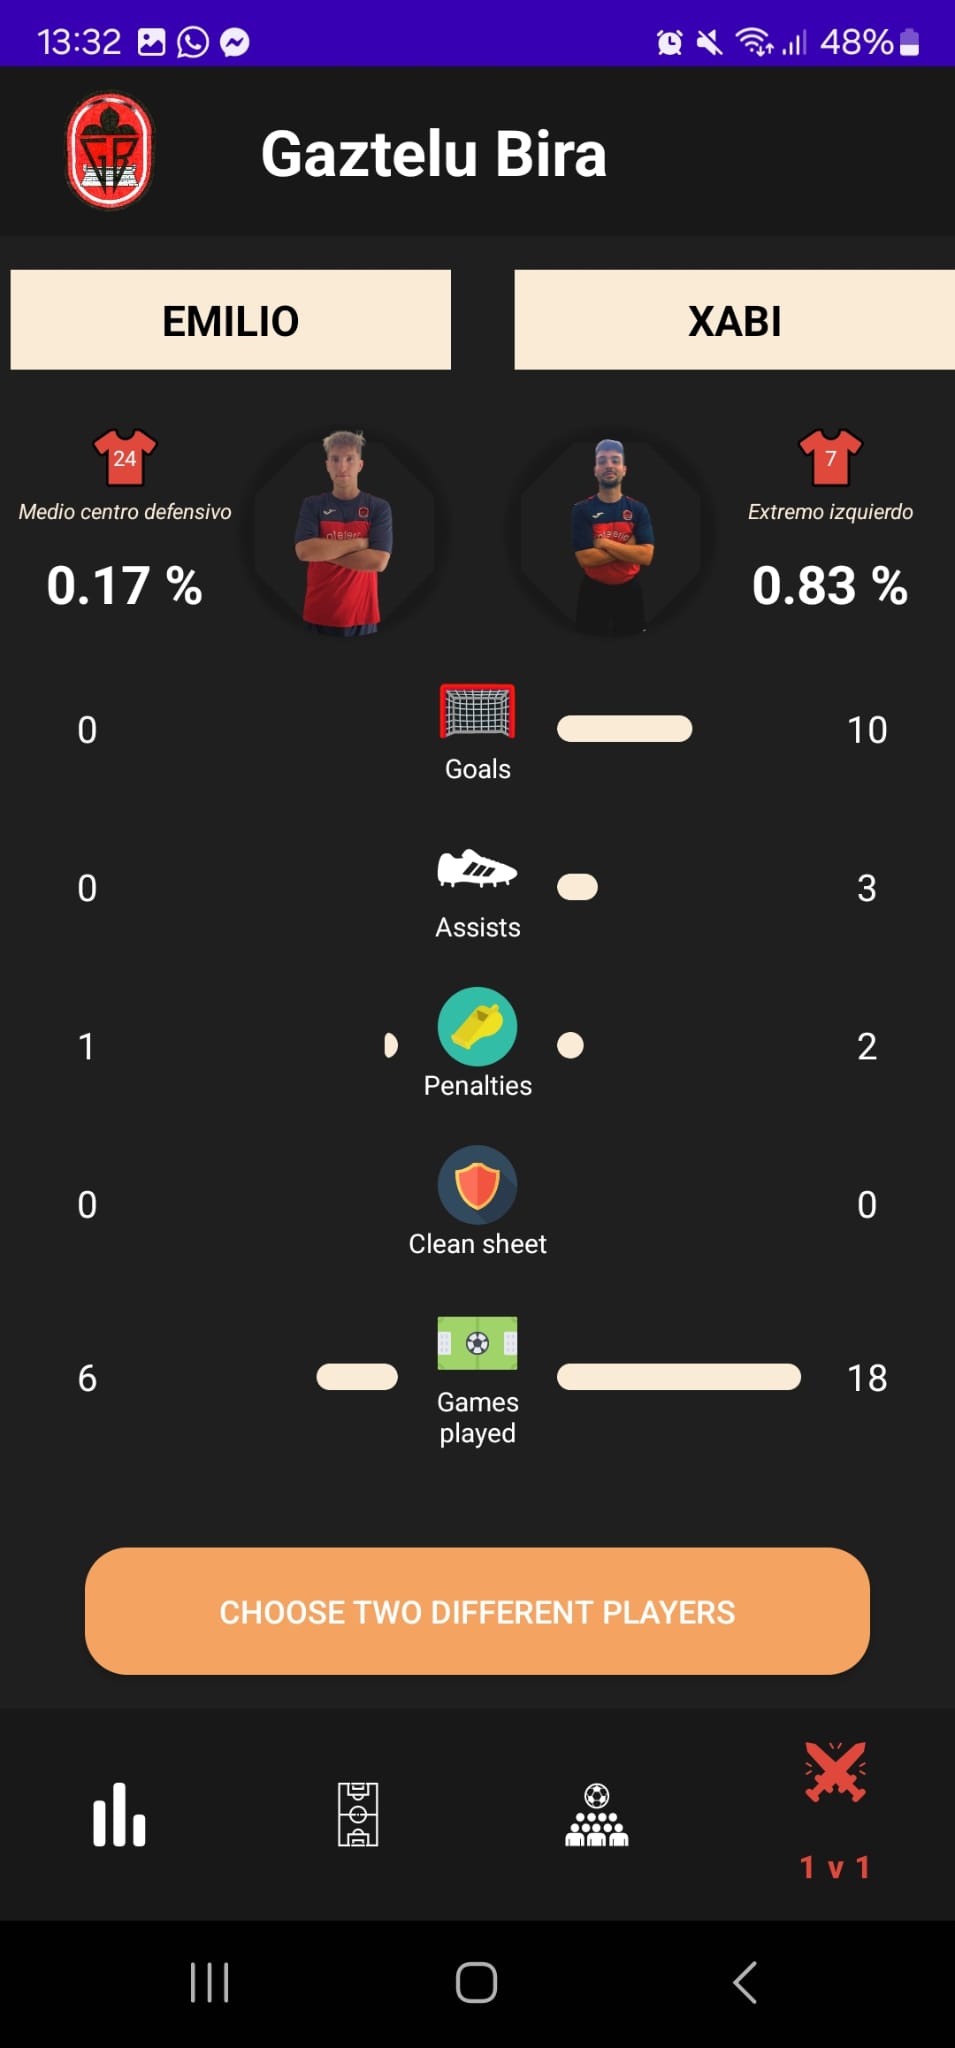 13:32
48%
GB
Gaztelu Bira
EMILIO
XABI
24
7
Medio centro defensivo
Extremo izquierdo
0.17 %
0.83 %
0
10
Goals
0
3
Assists
1
2
Penalties
0
0
Clean sheet
6
18
Games
played
CHOOSE TWO DIFFERENT PLAYERS
1 v 1